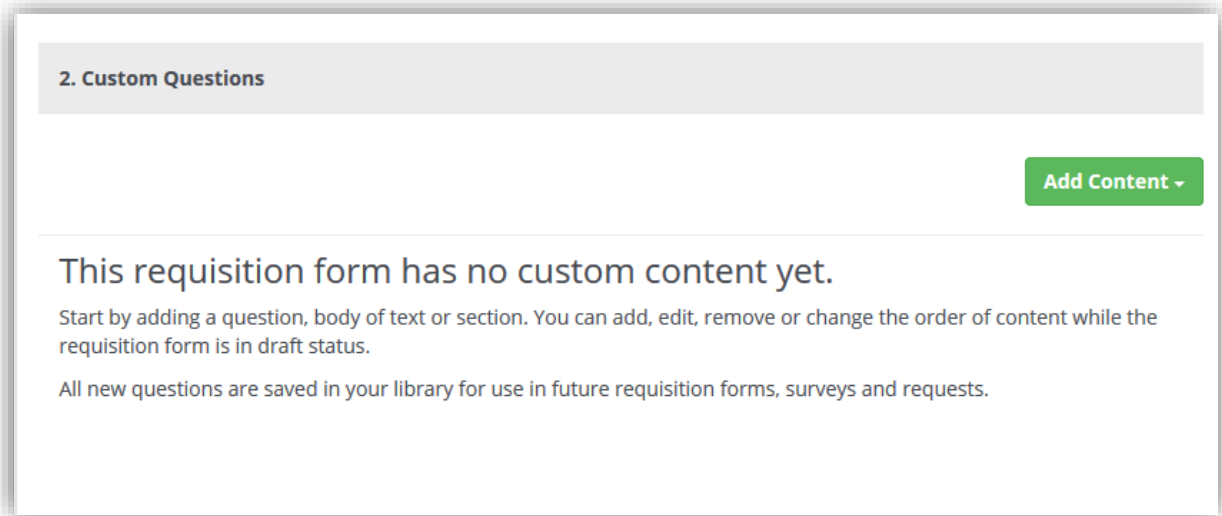 2. Custom Questions
Add Content
This requisition form has no custom content yet.
Start by adding a question, body of text or section. You can add, edit, remove or change the order of content while the
requisition form is in draft status.
All new questions are saved in your library for use in future requisition forms, surveys and requests.